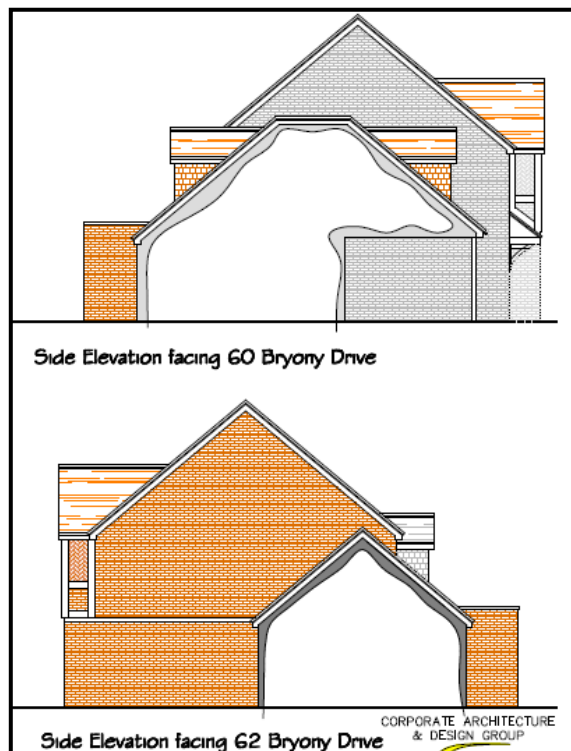 Side Elevation facing 60 Bryony Drive
Side Elevation facing 62 Bryony Drive
CORPORATE ARCHITECTURE
& DESIGN GROUP